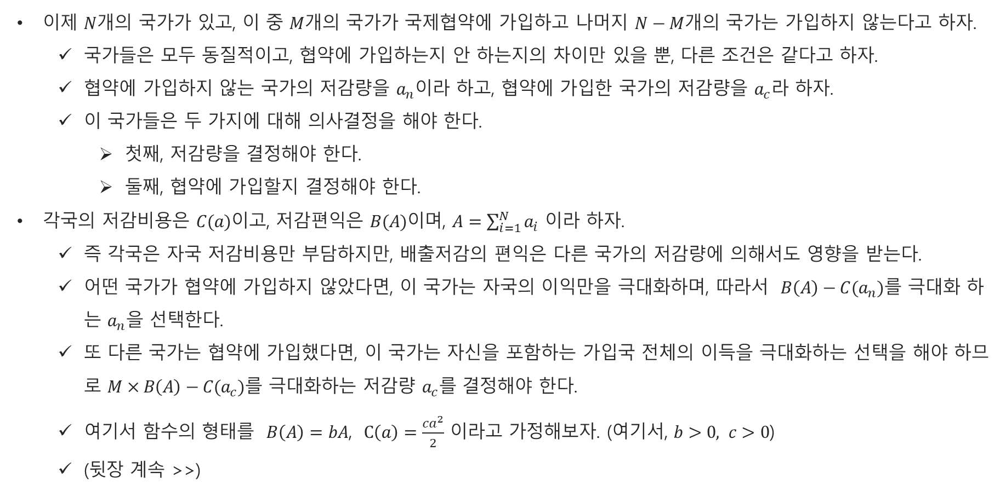 • 이제 N개의 국가가 있고, 이 중 M개의 국가가 국제협약에 가입하고 나머지 N − M개의 국가는 가입하지 않는다고 하자.
✓ 국가들은 모두 동질적이고, 협약에 가입하는지 안 하는지의 차이만 있을 뿐, 다른 조건은 같다고 하자.
✓ 협약에 가입하지 않는 국가의 저감량을 aₙ이라 하고, 협약에 가입한 국가의 저감량을 a_c라 하자.
✓ 이 국가들은 두 가지에 대해 의사결정을 해야 한다.
➢ 첫째, 저감량을 결정해야 한다.
➢ 둘째, 협약에 가입할지 결정해야 한다.
• 각국의 저감비용은 C(a)이고, 저감편익은 B(A)이며, A = ∑_{i=1}^{N} a_i 이라 하자.
✓ 즉 각국은 자국 저감비용만 부담하지만, 배출저감의 편익은 다른 국가의 저감량에 의해서도 영향을 받는다.
✓ 어떤 국가가 협약에 가입하지 않았다면, 이 국가는 자국의 이익만을 극대화하며, 따라서 B(A) − C(aₙ)를 극대화 하
는 aₙ을 선택한다.
✓ 또 다른 국가는 협약에 가입했다면, 이 국가는 자신을 포함하는 가입국 전체의 이득을 극대화하는 선택을 해야 하므
로 M × B(A) − C(a_c)를 극대화하는 저감량 a_c를 결정해야 한다.
✓ 여기서 함수의 형태를 B(A) = bA, C(a) = ca²/2 이라고 가정해보자. (여기서, b > 0, c > 0)
✓ (뒷장 계속 >>)